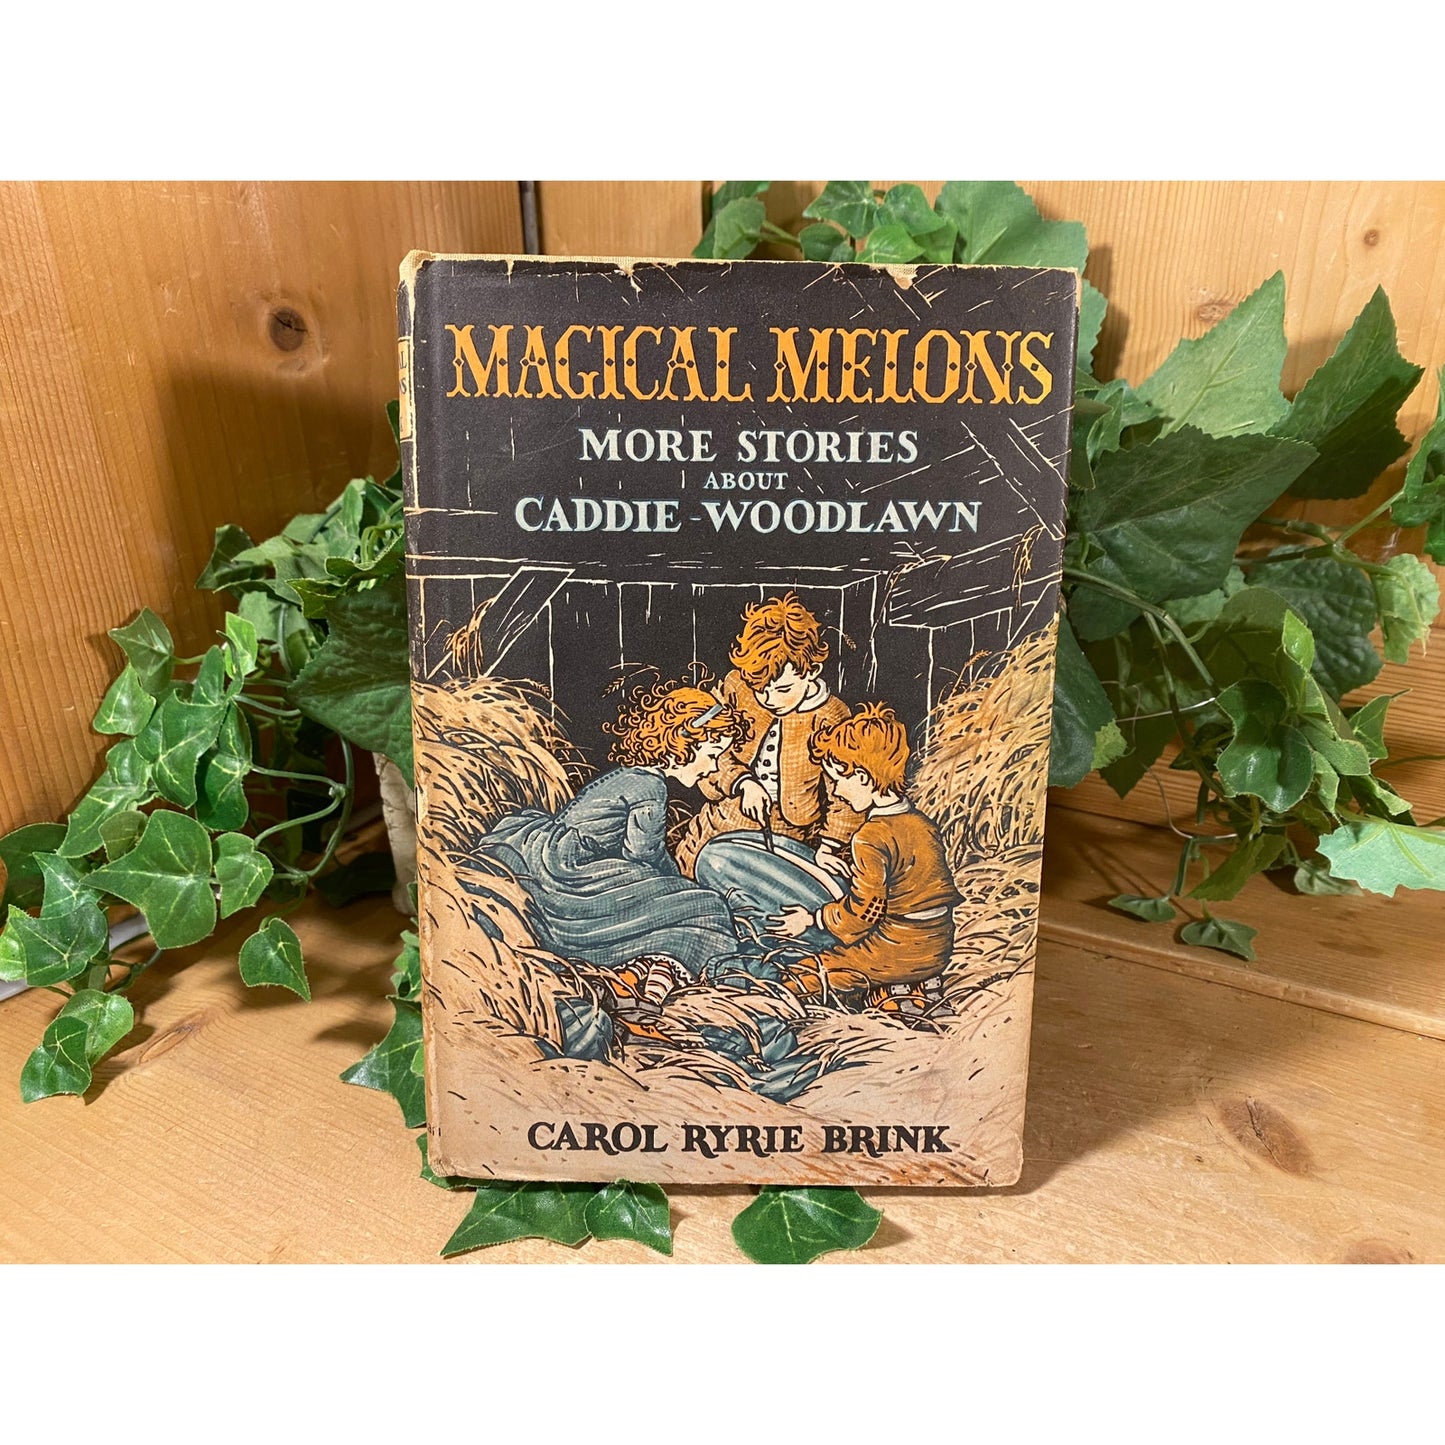 MAGICAL MELONS
MORE STORIES
ABOUT
CADDIE-WOODLAWN
CAROL RYRIE BRINK